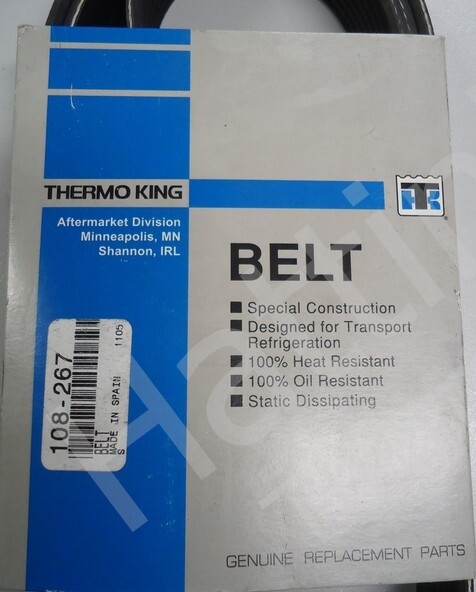 THERMO KING
Aftermarket Division
Minneapolis, MN
Shannon, IRL
TK
BELT
Special Construction
Designed for Transport
Refrigeration
100% Heat Resistant
100% Oil Resistant
Static Dissipating
108-267
BELT
MADE IN SPAIN 1105
S
GENUINE REPLACEMENT PARTS